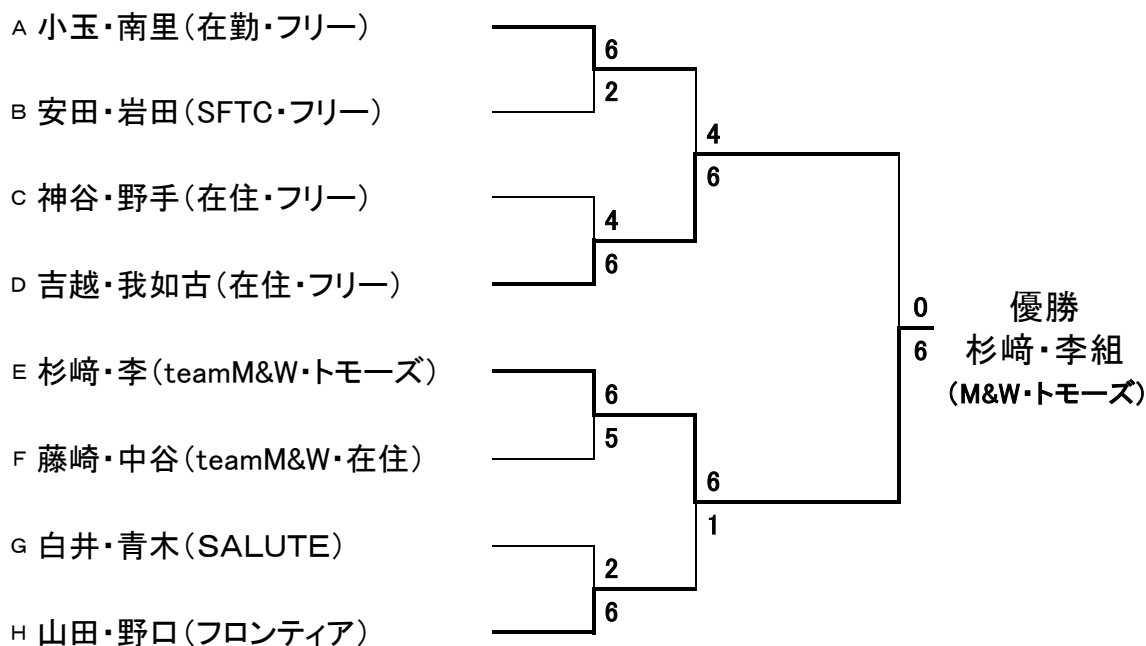 A 小玉・南里(在勤・フリー)
6
2
B 安田・岩田(SFTC・フリー)
4
6
C 神谷・野手(在住・フリー)
4
6
D 吉越・我如古(在住・フリー)
0
6
優勝
杉﨑・李組
(M&W・トモーズ)
E 杉﨑・李(teamM&W・トモーズ)
6
5
F 藤崎・中谷(teamM&W・在住)
6
1
G 白井・青木(SALUTE)
2
6
H 山田・野口(フロンティア)